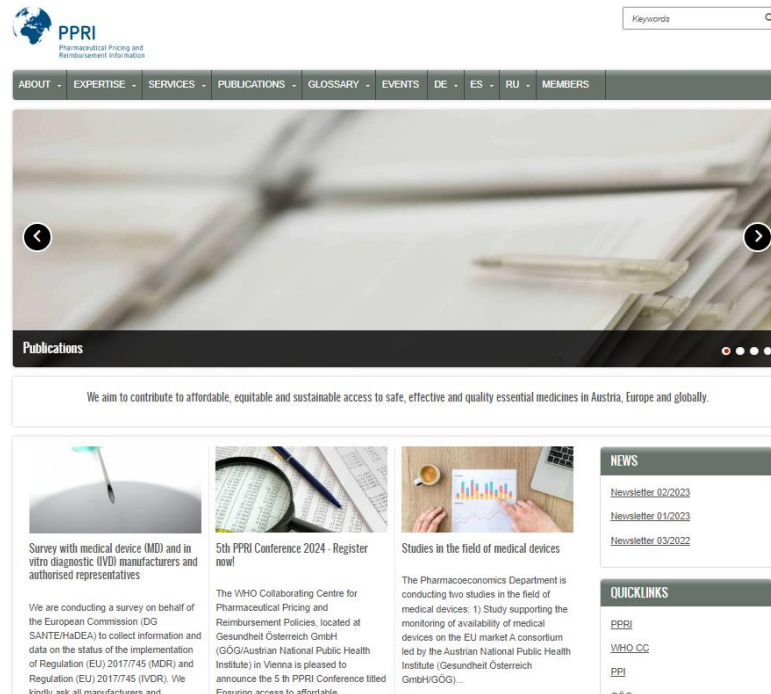 PPRI
Pharmaceutical Pricing and
Reimbursement Information
Keywords
ABOUT
EXPERTISE
SERVICES
PUBLICATIONS
GLOSSARY
EVENTS
DE
ES
RU
MEMBERS
Publications
We aim to contribute to affordable, equitable and sustainable access to safe, effective and quality essential medicines in Austria, Europe and globally.
Survey with medical device (MD) and in
vitro diagnostic (IVD) manufacturers and
authorised representatives
We are conducting a survey on behalf of
the European Commission (DG
SANTE/HaDEA) to collect information and
data on the status of the implementation
of Regulation (EU) 2017/745 (MDR) and
Regulation (EU) 2017/745 (IVDR). We
kindly ask all manufacturers and
5th PPRI Conference 2024 - Register
now!
The WHO Collaborating Centre for
Pharmaceutical Pricing and
Reimbursement Policies, located at
Gesundheit Österreich GmbH
(GÖG/Austrian National Public Health
Institute) in Vienna is pleased to
announce the 5 th PPRI Conference titled
Ensuring access to affordable
Studies in the field of medical devices
The Pharmacoeconomics Department is
conducting two studies in the field of
medical devices: 1) Study supporting the
monitoring of availability of medical
devices on the EU market A consortium
led by the Austrian National Public Health
Institute (Gesundheit Österreich
GmbH/GÖG)...
NEWS
Newsletter 02/2023
Newsletter 01/2023
Newsletter 03/2022
QUICKLINKS
PPRI
WHO CC
PPI